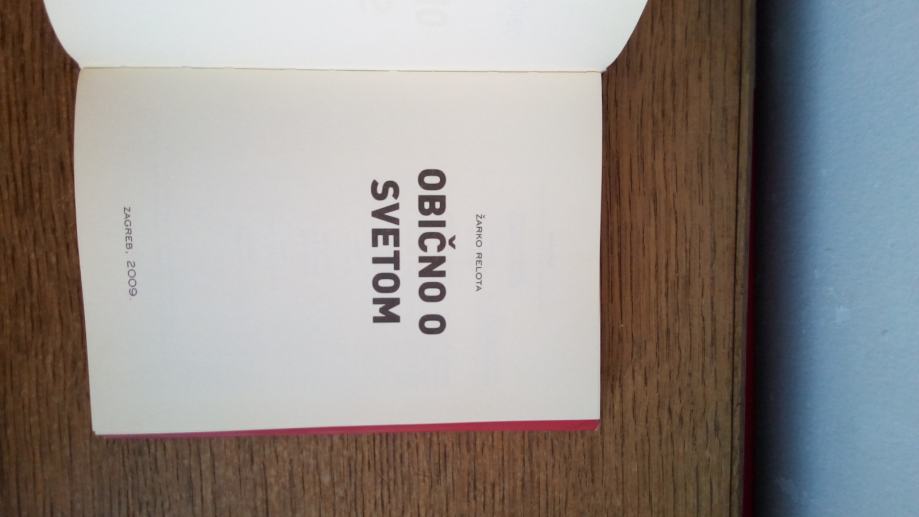 ŽARKO RELOTA
OBIČNO O
SVETOM
ZAGREB, 2009.